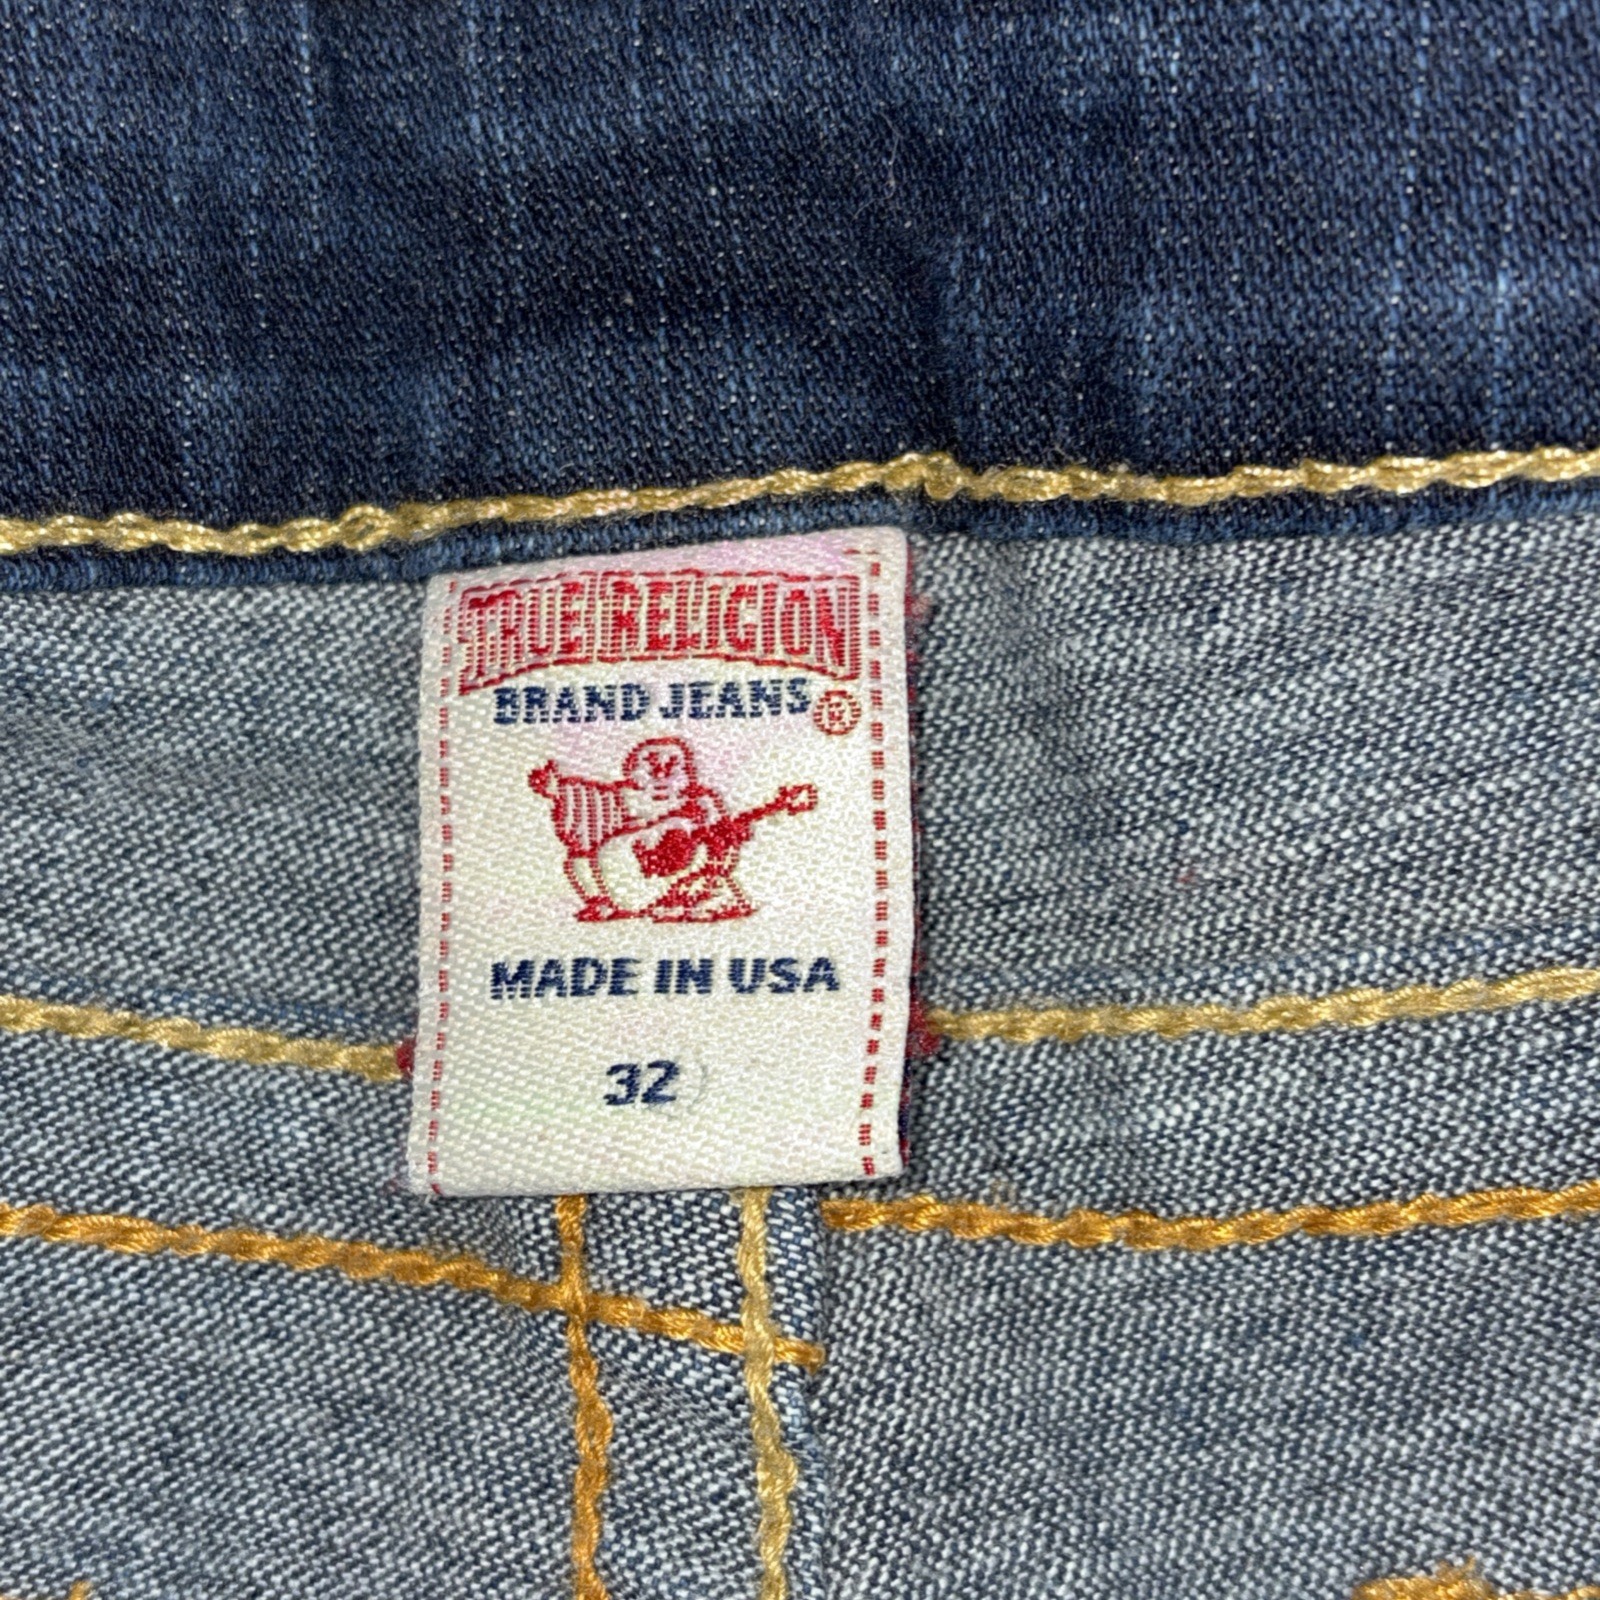 TRUE RELIGION
BRAND JEANS®
MADE IN USA
32